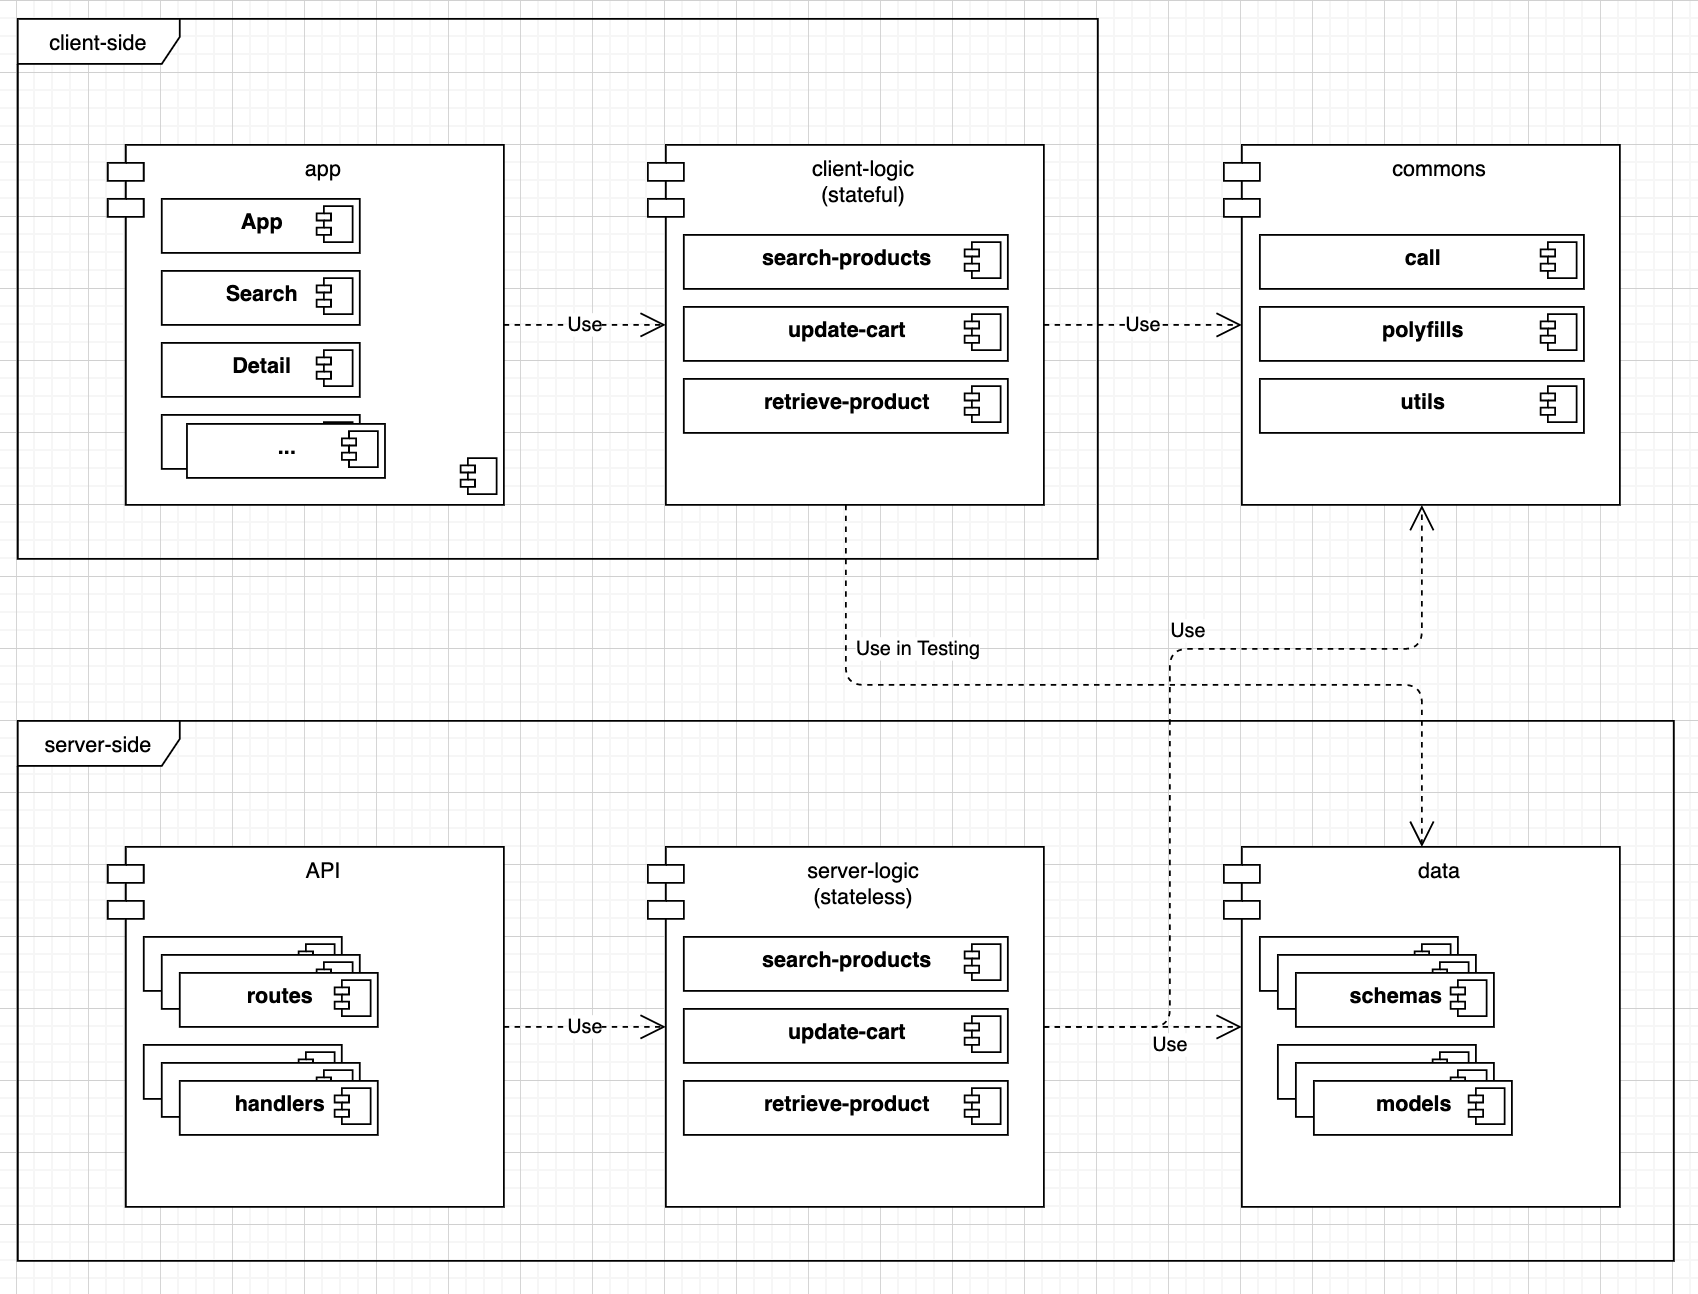 client-side
app
App
Search
Detail
...
Use
client-logic
(stateful)
search-products
update-cart
retrieve-product
Use
commons
call
polyfills
utils
Use in Testing
Use
server-side
API
routes
handlers
Use
server-logic
(stateless)
search-products
update-cart
retrieve-product
Use
data
schemas
models